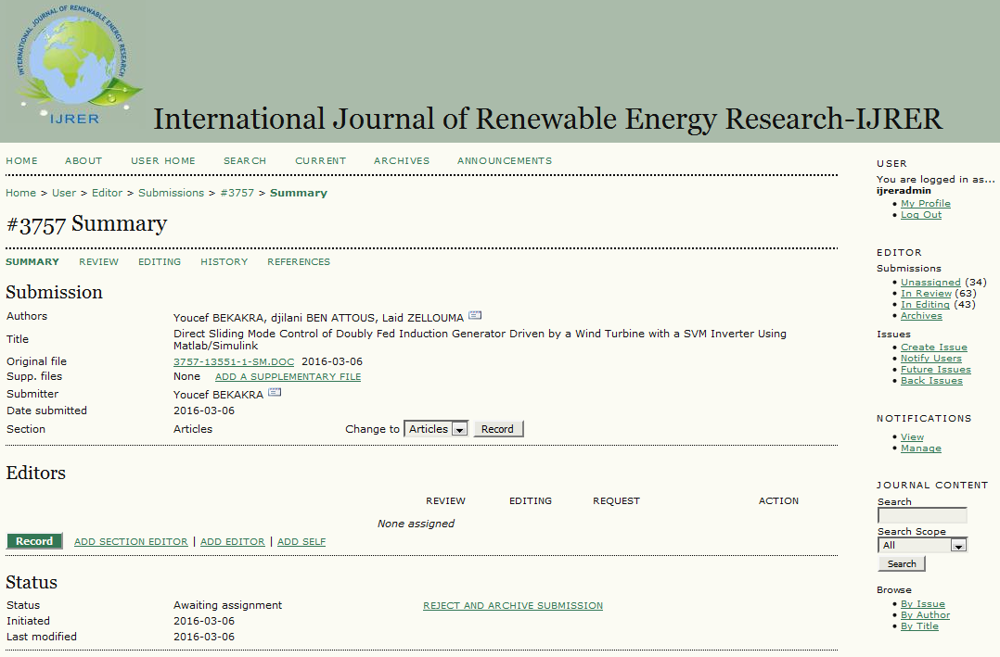 INTERNATIONAL JOURNAL OF RENEWABLE ENERGY RESEARCH
IJRER
International Journal of Renewable Energy Research-IJRER
HOME ABOUT USER HOME SEARCH CURRENT ARCHIVES ANNOUNCEMENTS
Home > User > Editor > Submissions > #3757 > Summary
#3757 Summary
SUMMARY REVIEW EDITING HISTORY REFERENCES
Submission
Authors Youcef BEKAKRA, djilani BEN ATTOUS, Laid ZELLOUMA
Title Direct Sliding Mode Control of Doubly Fed Induction Generator Driven by a Wind Turbine with a SVM Inverter Using
Matlab/Simulink
Original file 3757-13551-1-SM.DOC 2016-03-06
Supp. files None ADD A SUPPLEMENTARY FILE
Submitter Youcef BEKAKRA
Date submitted 2016-03-06
Section Articles Change to Articles Record
Editors
REVIEW EDITING REQUEST ACTION
None assigned
Record ADD SECTION EDITOR | ADD EDITOR | ADD SELF
Status
Status Awaiting assignment REJECT AND ARCHIVE SUBMISSION
Initiated 2016-03-06
Last modified 2016-03-06
USER
You are logged in as...
ijreradmin
My Profile
Log Out
EDITOR
Submissions
Unassigned (34)
In Review (63)
In Editing (43)
Archives
Issues
Create Issue
Notify Users
Future Issues
Back Issues
NOTIFICATIONS
View
Manage
JOURNAL CONTENT
Search
Search Scope
All
Search
Browse
By Issue
By Author
By Title